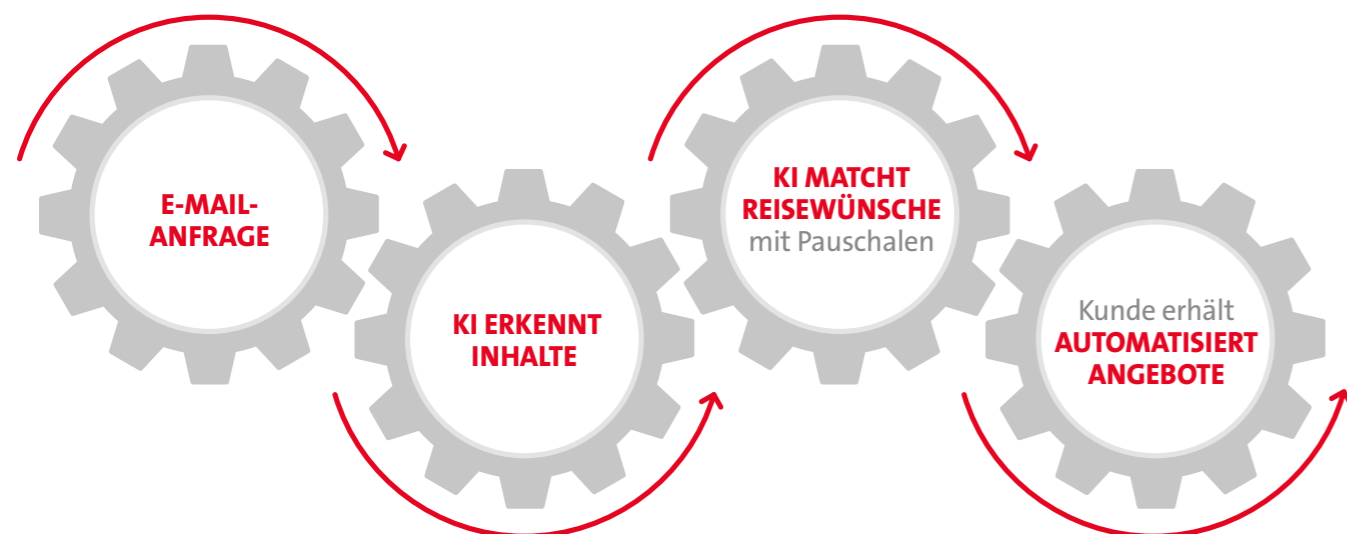 E-MAIL-
ANFRAGE
KI ERKENNT
INHALTE
KI MATCHT
REISEWÜNSCHE
mit Pauschalen
Kunde erhält
AUTOMATISIERT
ANGEBOTE